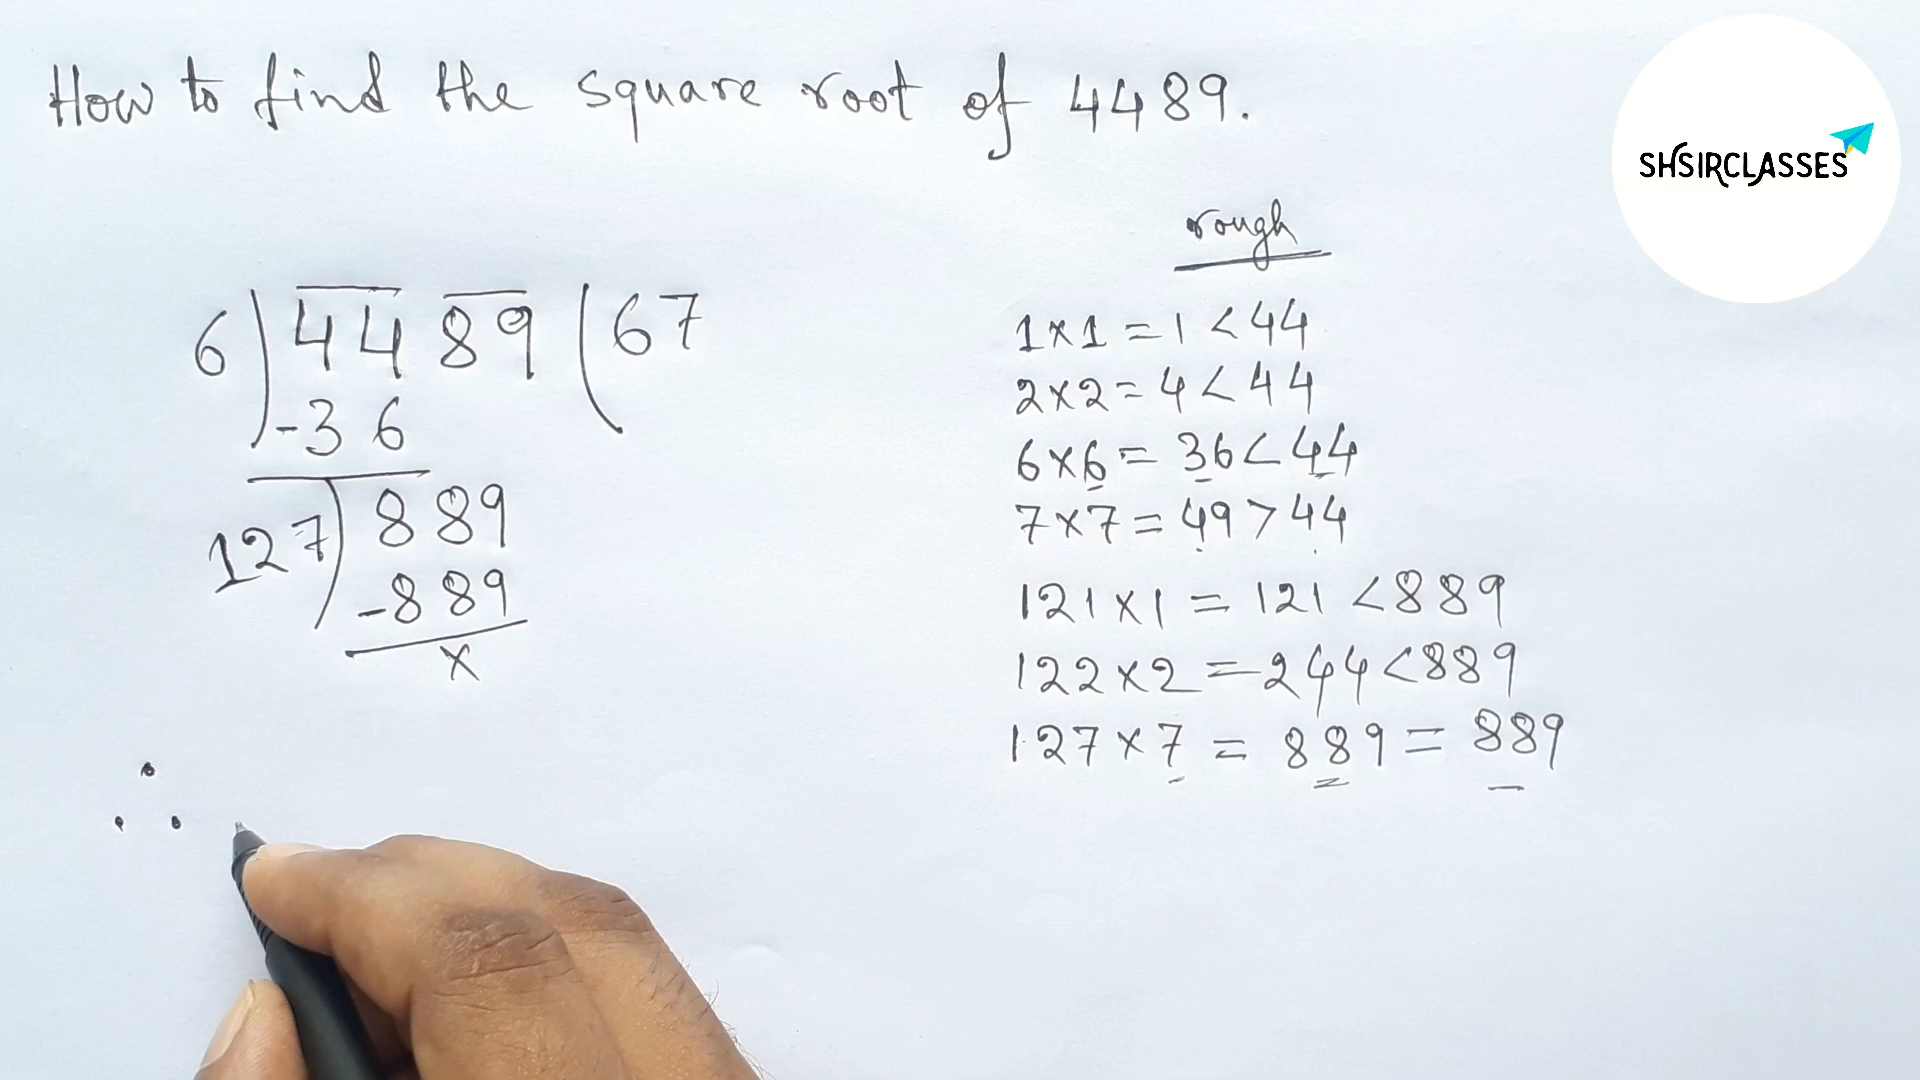 How to find the square root of 4489.
SHSIRCLASSES
6) 44 89 (67
-36
127) 889
-889
x
∴
rough
1×1=1<44
2×2=4<44
6×6=36<44
7×7=49>44
121×1=121<889
122×2=244<889
127×7=889=889